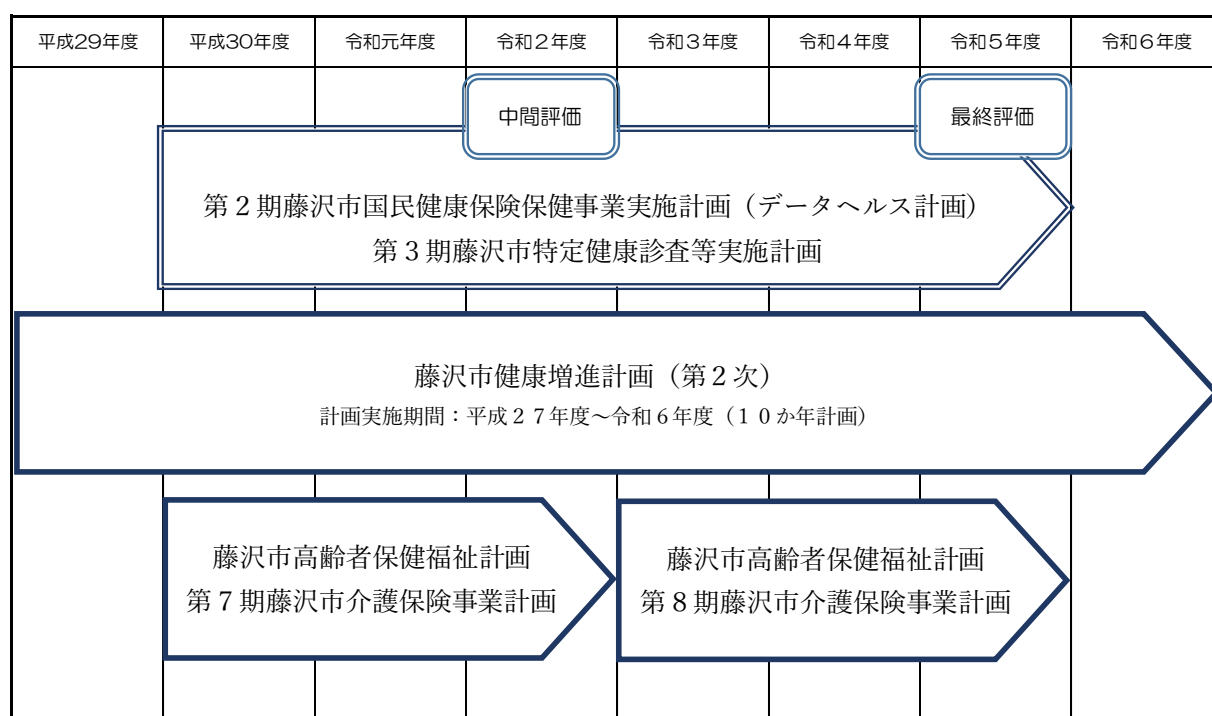 平成29年度 平成30年度 令和元年度 令和２年度 令和３年度 令和４年度 令和５年度 令和６年度
中間評価 最終評価
第２期藤沢市国民健康保険保健事業実施計画（データヘルス計画）
第３期藤沢市特定健康診査等実施計画
藤沢市健康増進計画（第２次）
計画実施期間：平成２７年度～令和６年度（１０か年計画）
藤沢市高齢者保健福祉計画
第７期藤沢市介護保険事業計画
藤沢市高齢者保健福祉計画
第８期藤沢市介護保険事業計画